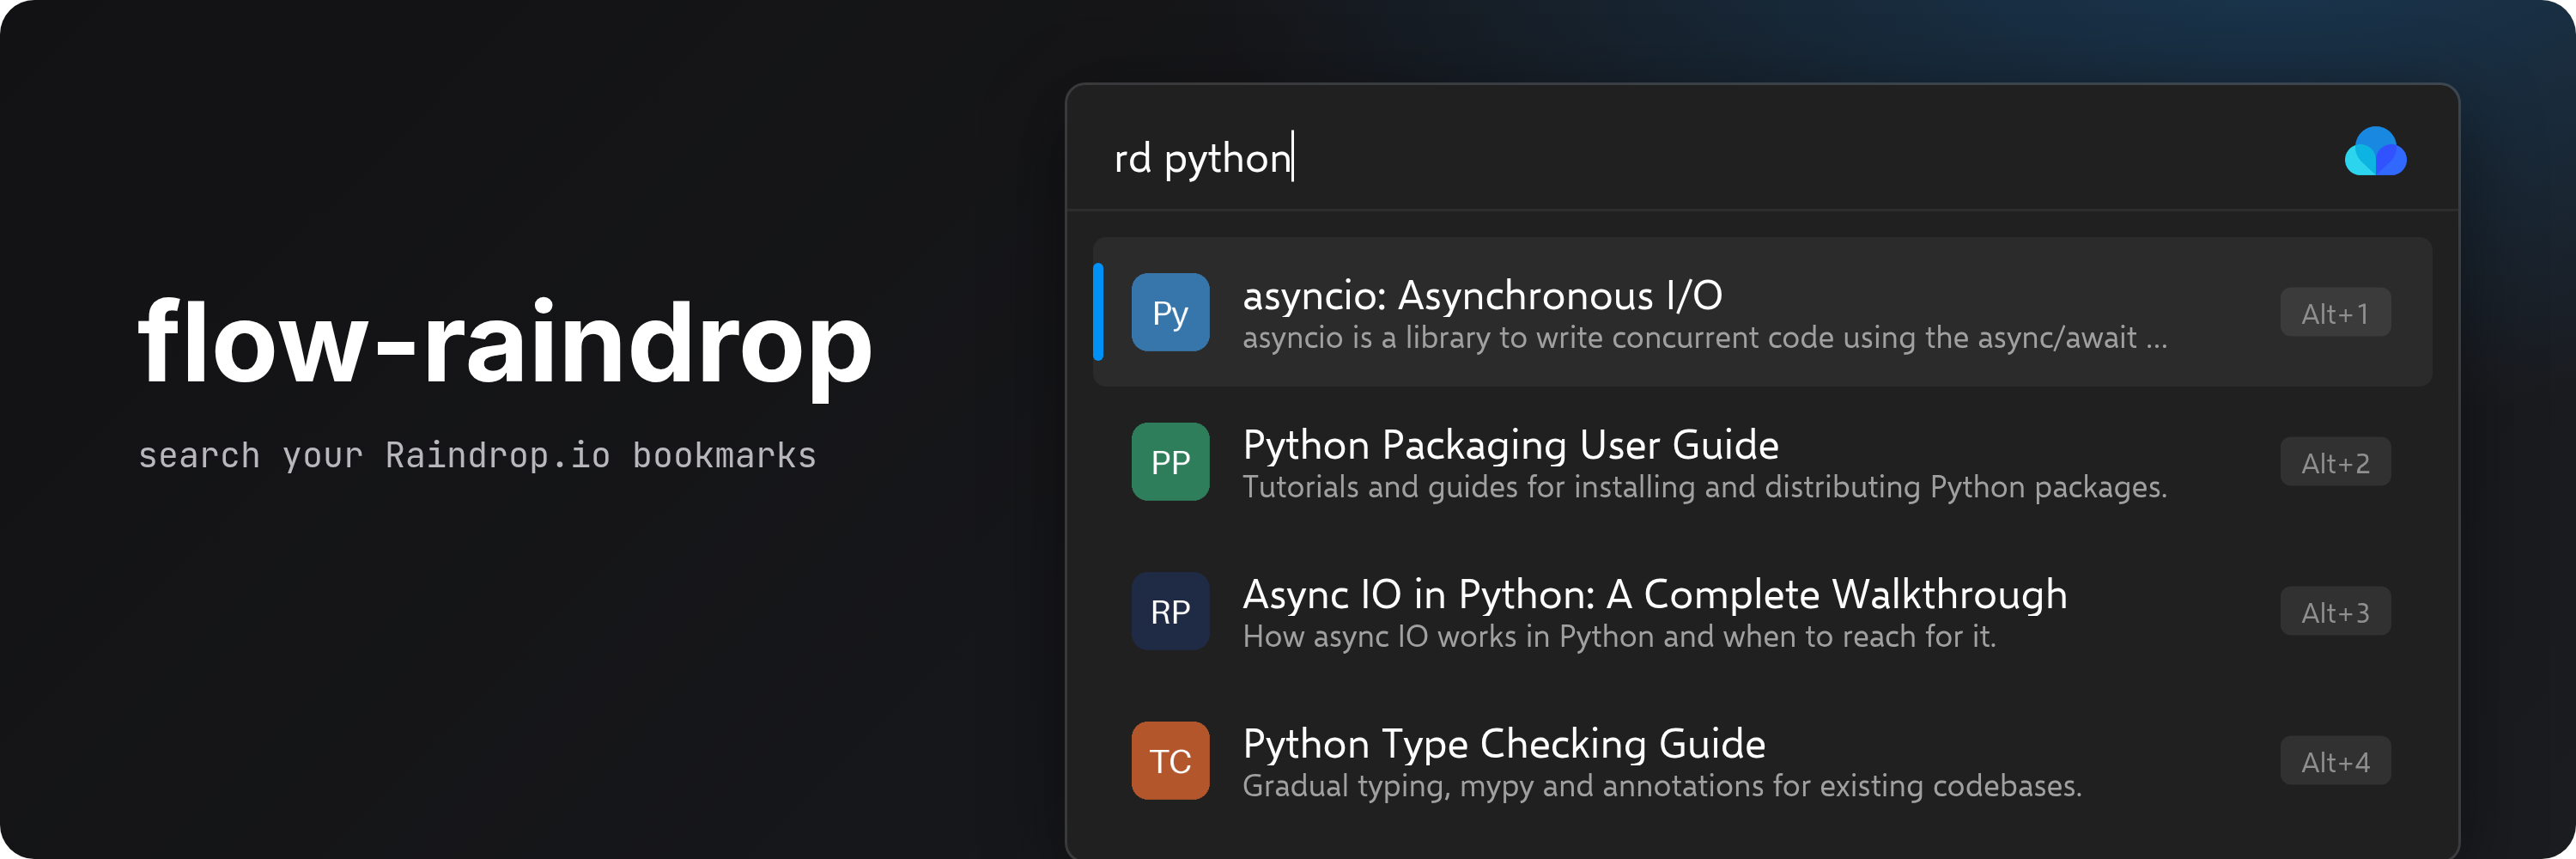 flow-raindrop
search your Raindrop.io bookmarks
rd python
Py
asyncio: Asynchronous I/O
asyncio is a library to write concurrent code using the async/await ...
Alt+1
PP
Python Packaging User Guide
Tutorials and guides for installing and distributing Python packages.
Alt+2
RP
Async IO in Python: A Complete Walkthrough
How async IO works in Python and when to reach for it.
Alt+3
TC
Python Type Checking Guide
Gradual typing, mypy and annotations for existing codebases.
Alt+4